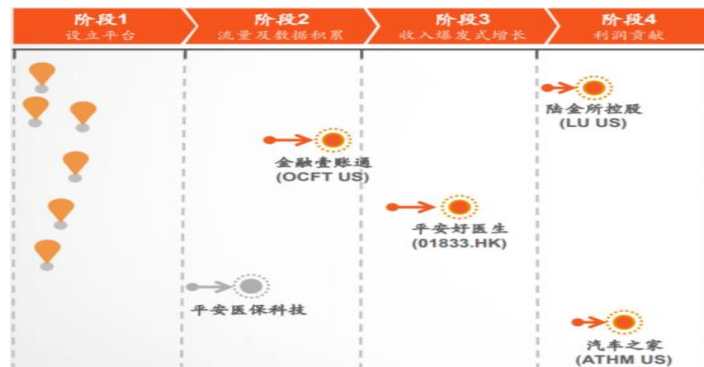 阶段1
设立平台
阶段2
流量及数据积累
阶段3
收入爆发式增长
阶段4
利润贡献
陆金所控股
(LU US)
金融壹账通
(OCFT US)
平安好医生
(01833.HK)
平安医保科技
汽车之家
(ATHM US)